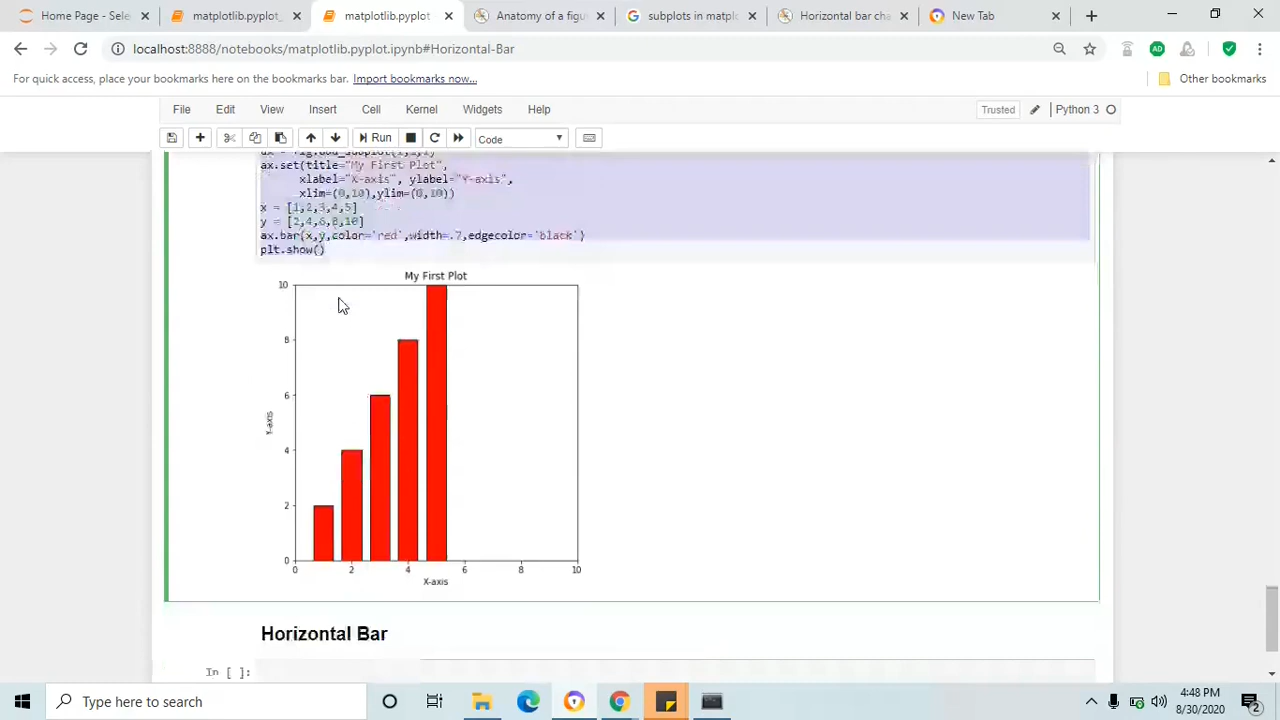 Home Page - Sele
matplotlib.pyplot_
matplotlib.pyplot
Anatomy of a figu
subplots in matpl
Horizontal bar cha
New Tab
localhost:8888/notebooks/matplotlib.pyplot.ipynb#Horizontal-Bar
For quick access, place your bookmarks here on the bookmarks bar. Import bookmarks now...
Other bookmarks
File Edit View Insert Cell Kernel Widgets Help
Trusted
Python 3
Run
Code
ax.set(title="My First Plot",
xlabel="X-axis", ylabel="Y-axis",
xlim=(0,10),ylim=(0,10))
x = [1,2,3,4,5]
y = [2,4,6,8,10]
ax.bar(x,y,color='red',width=.7,edgecolor='black')
plt.show()
My First Plot
10
8
6
4
2
0
Y-axis
0 2 4 6 8 10
X-axis
Horizontal Bar
In [ ]:
Type here to search
4:48 PM
8/30/2020
2